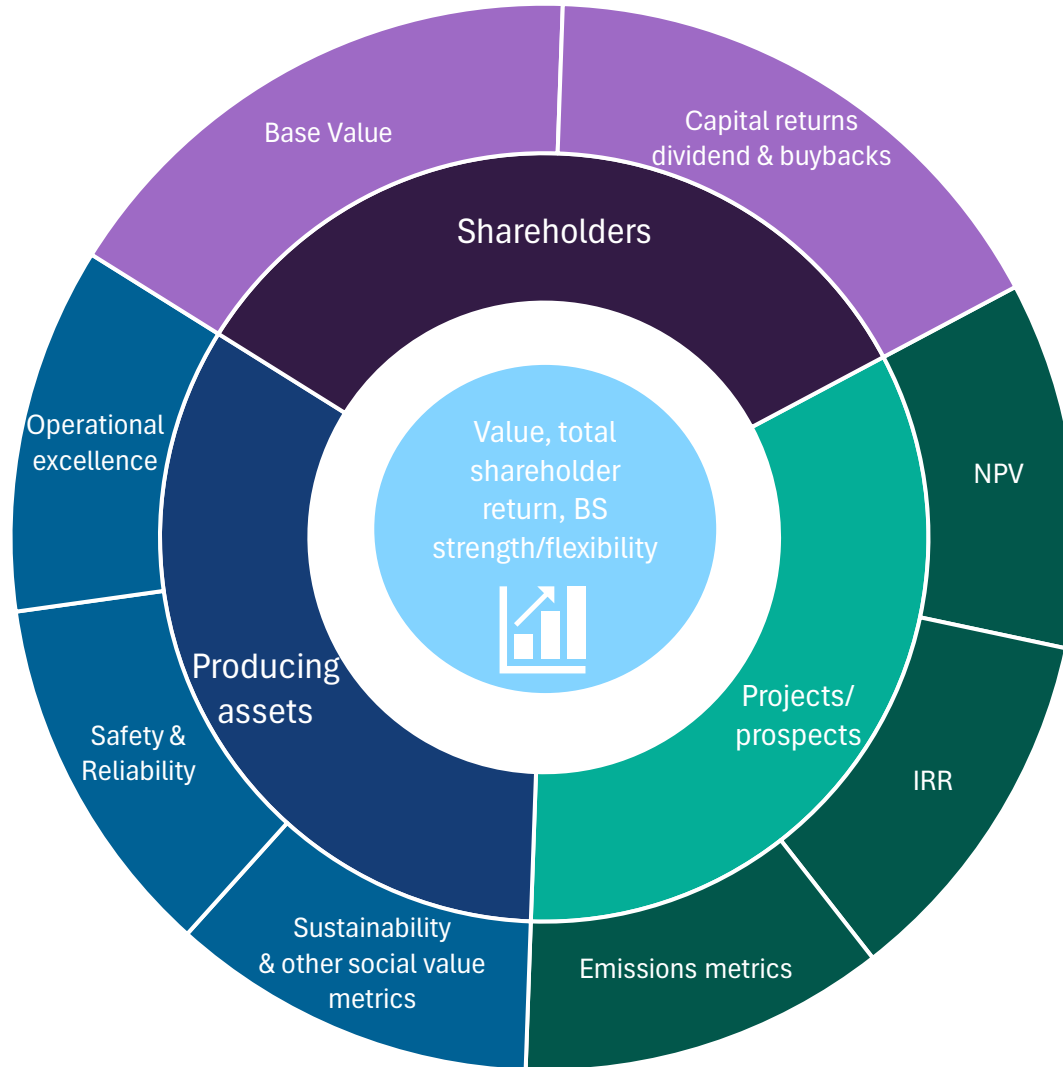 Base Value
Capital returns
dividend & buybacks
Shareholders
Operational
excellence
Value, total
shareholder
return, BS
strength/flexibility
NPV
Producing
assets
Projects/
prospects
Safety &
Reliability
IRR
Sustainability
& other social value
metrics
Emissions metrics